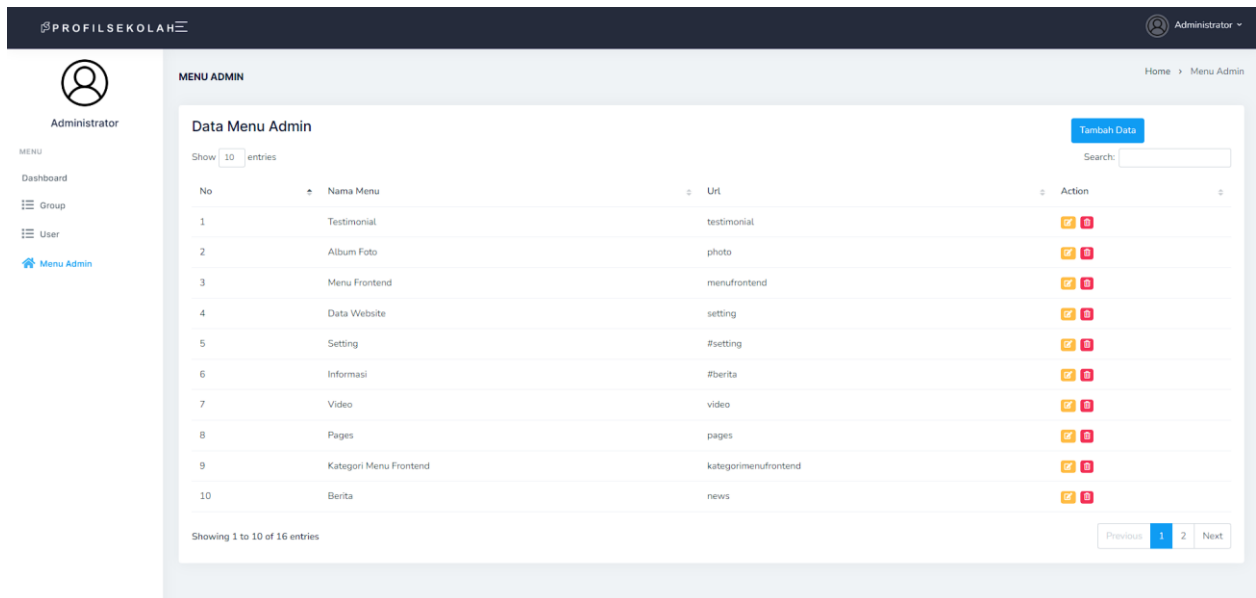 PROFILSEKOLAH
Administrator
Administrator
MENU
Dashboard
Group
User
Menu Admin
MENU ADMIN
Home > Menu Admin
Data Menu Admin
Tambah Data
Show 10 entries
Search:
No Nama Menu Url Action
1 Testimonial testimonial
2 Album Foto photo
3 Menu Frontend menufrontend
4 Data Website setting
5 Setting #setting
6 Informasi #berita
7 Video video
8 Pages pages
9 Kategori Menu Frontend kategorimenufrontend
10 Berita news
Showing 1 to 10 of 16 entries
Previous 1 2 Next